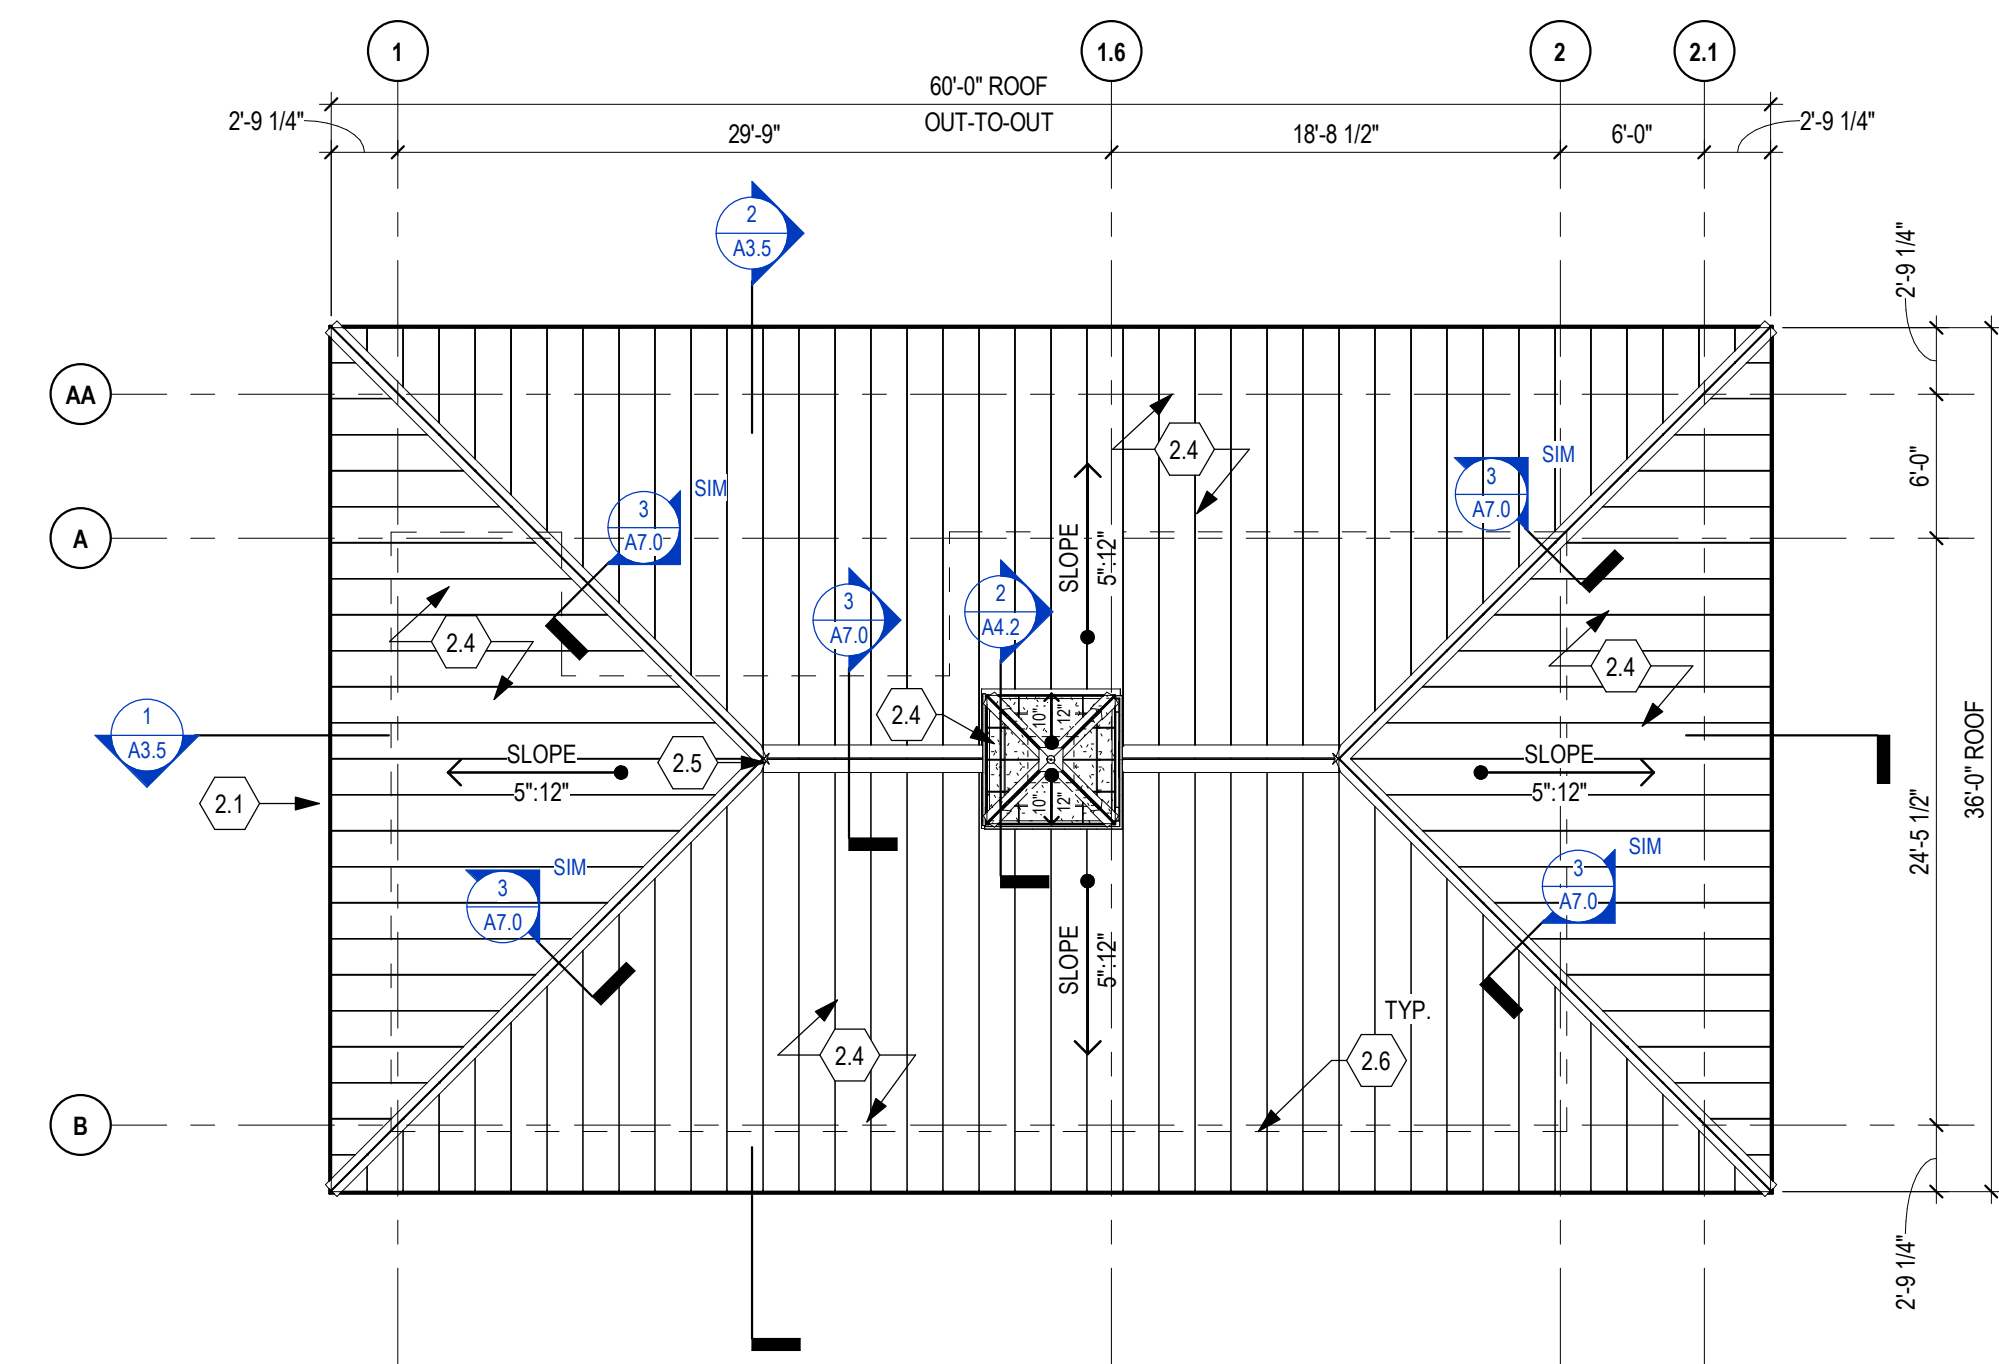 1
1.6
2
2.1
60'-0" ROOF
OUT-TO-OUT
2'-9 1/4"
29'-9"
18'-8 1/2"
6'-0"
2'-9 1/4"
2
A3.5
2'-9 1/4"
AA
2.4
6'-0"
SIM
3
A7.0
SIM
3
A7.0
A
SLOPE
5":12"
3
A7.0
2
A4.2
2.4
2.4
2.4
1
A3.5
10"
12"
SLOPE
5":12"
2.5
SLOPE
5":12"
2.1
10"
12"
36'-0" ROOF
24'-5 1/2"
SIM
3
A7.0
SIM
3
A7.0
SLOPE
5":12"
TYP.
2.4
2.6
B
2'-9 1/4"